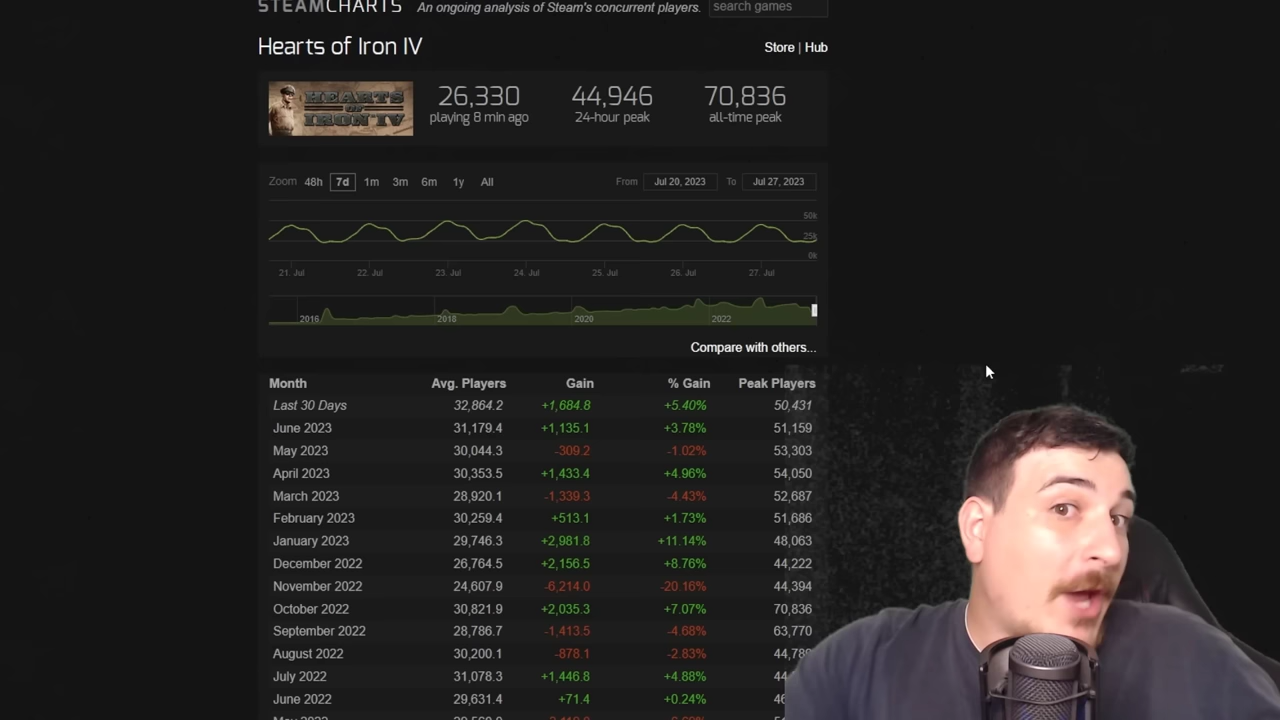 STEAMCHARTS An ongoing analysis of Steam's concurrent players. search games
Hearts of Iron IV Store | Hub
HEARTS OF IRON IV
26,330 44,946 70,836
playing 8 min ago 24-hour peak all-time peak
Zoom 48h 7d 1m 3m 6m 1y All From Jul 20, 2023 To Jul 27, 2023
50k
25k
0k
21. Jul 22. Jul 23. Jul 24. Jul 25. Jul 26. Jul 27. Jul
2016 2018 2020 2022
Compare with others...
Month Avg. Players Gain % Gain Peak Players
Last 30 Days 32,864.2 +1,684.8 +5.40% 50,431
June 2023 31,179.4 +1,135.1 +3.78% 51,159
May 2023 30,044.3 -309.2 -1.02% 53,303
April 2023 30,353.5 +1,433.4 +4.96% 54,050
March 2023 28,920.1 -1,339.3 -4.43% 52,687
February 2023 30,259.4 +513.1 +1.73% 51,686
January 2023 29,746.3 +2,981.8 +11.14% 48,063
December 2022 26,764.5 +2,156.5 +8.76% 44,222
November 2022 24,607.9 -6,214.0 -20.16% 44,394
October 2022 30,821.9 +2,035.3 +7.07% 70,836
September 2022 28,786.7 -1,413.5 -4.68% 63,770
August 2022 30,200.1 -878.1 -2.83% 44,789
July 2022 31,078.3 +1,446.8 +4.88%
June 2022 29,631.4 +71.4 +0.24%